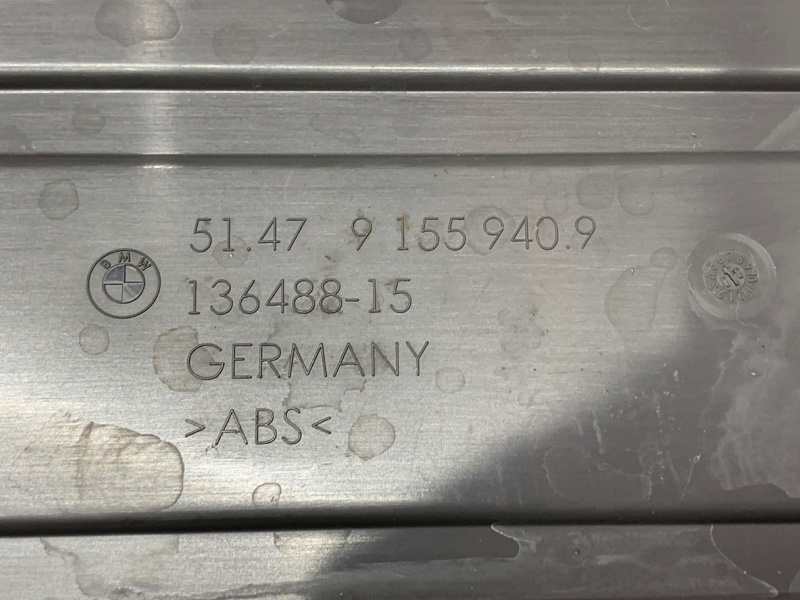 51.47 9 155 940.9
BMW
136488-15
GERMANY
>ABS<